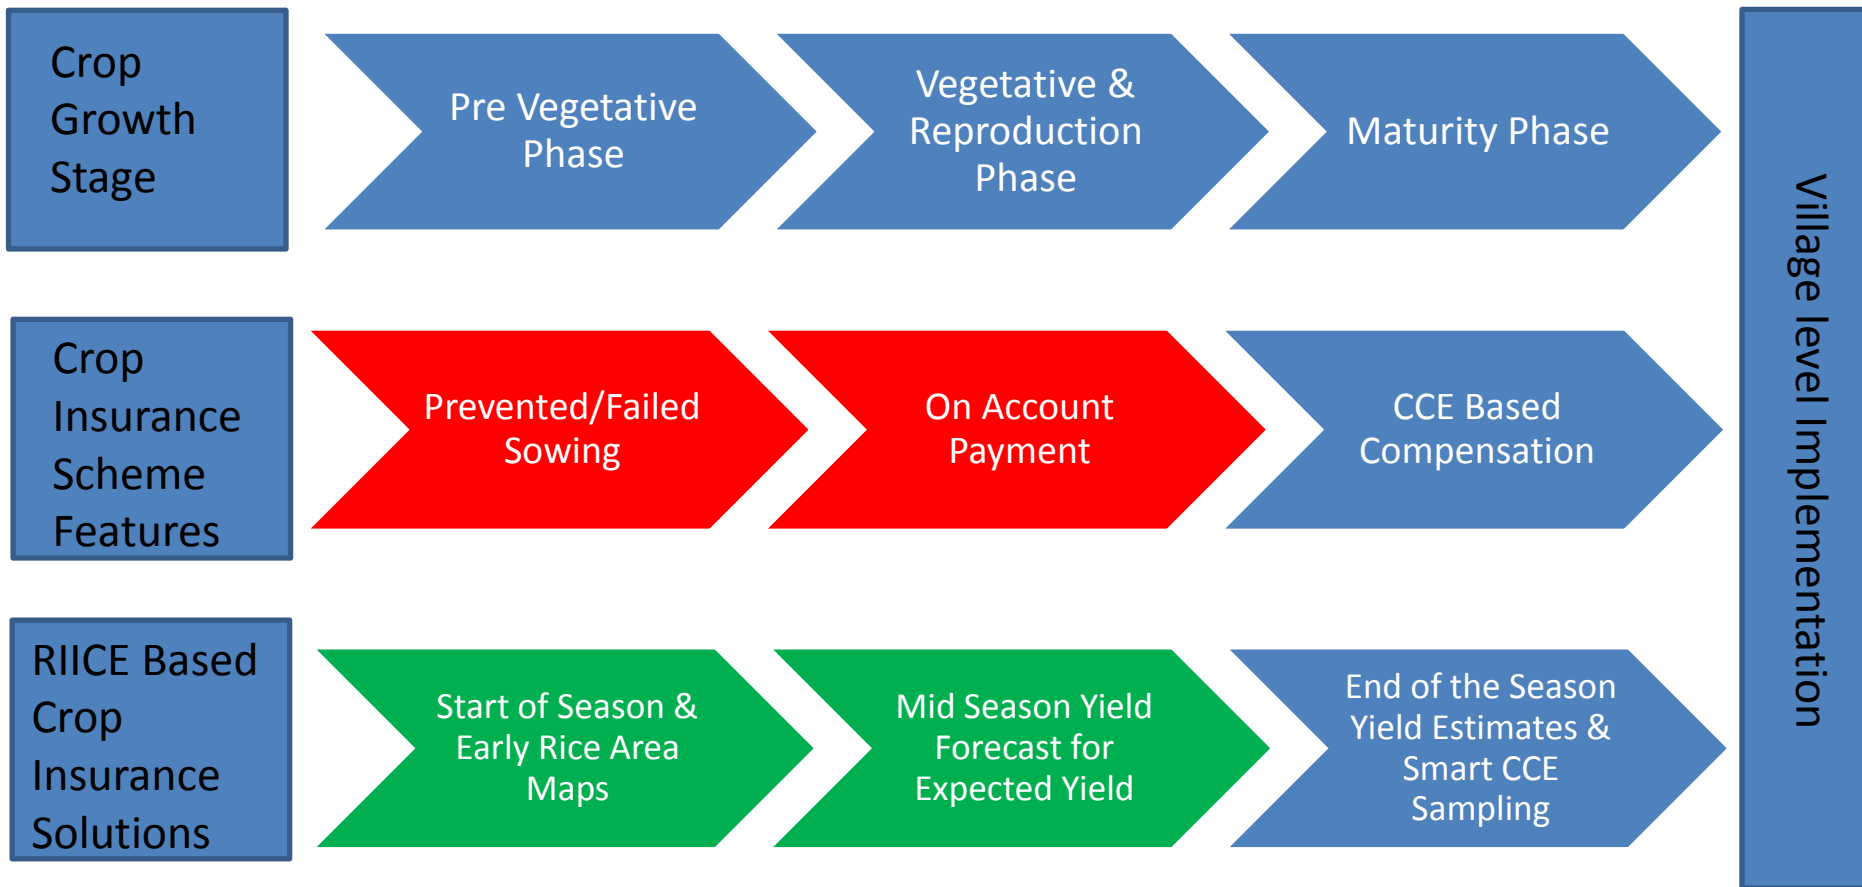 Crop
Growth
Stage
Pre Vegetative
Phase
Vegetative &
Reproduction
Phase
Maturity Phase
Crop
Insurance
Scheme
Features
Prevented/Failed
Sowing
On Account
Payment
CCE Based
Compensation
RIICE Based
Crop
Insurance
Solutions
Start of Season &
Early Rice Area
Maps
Mid Season Yield
Forecast for
Expected Yield
End of the Season
Yield Estimates &
Smart CCE
Sampling
Village level Implementation